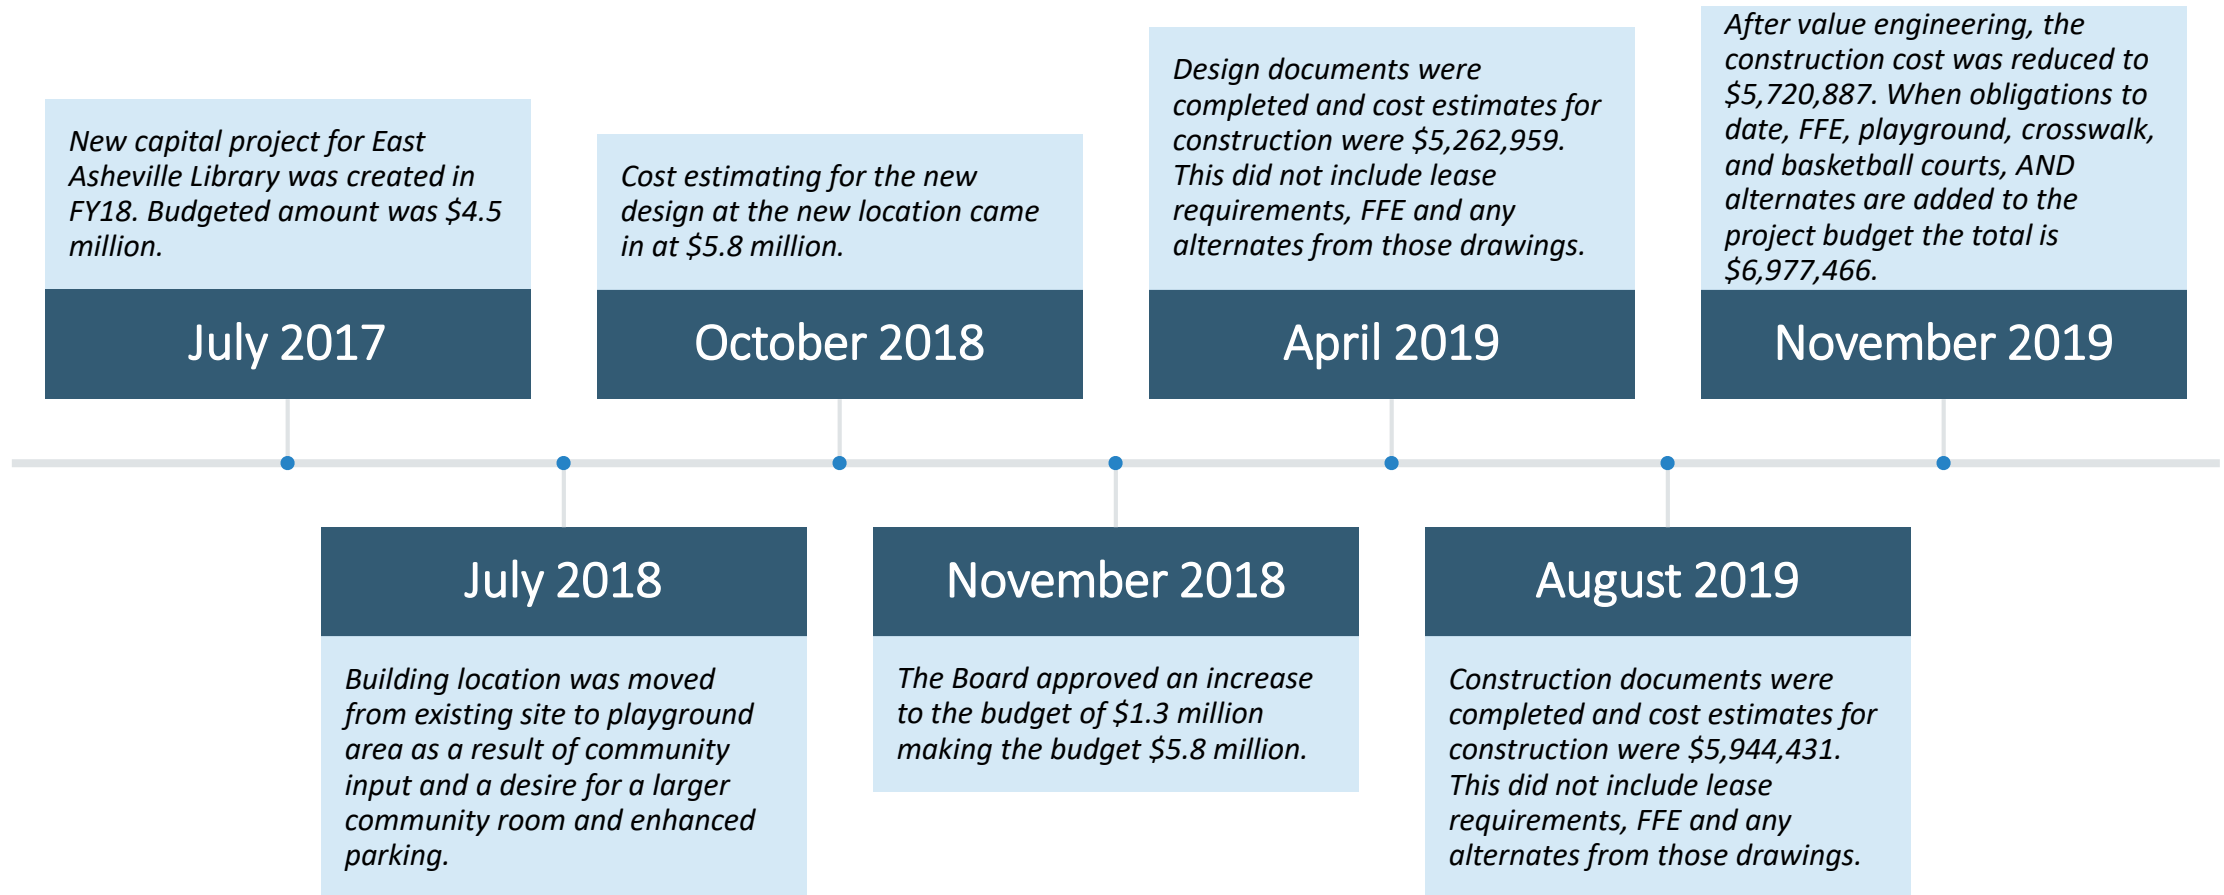 New capital project for East
Asheville Library was created in
FY18. Budgeted amount was $4.5
million.
July 2017
Building location was moved
from existing site to playground
area as a result of community
input and a desire for a larger
community room and enhanced
parking.
July 2018
Cost estimating for the new
design at the new location came
in at $5.8 million.
October 2018
The Board approved an increase
to the budget of $1.3 million
making the budget $5.8 million.
November 2018
Design documents were
completed and cost estimates for
construction were $5,262,959.
This did not include lease
requirements, FFE and any
alternates from those drawings.
April 2019
Construction documents were
completed and cost estimates for
construction were $5,944,431.
This did not include lease
requirements, FFE and any
alternates from those drawings.
August 2019
After value engineering, the
construction cost was reduced to
$5,720,887. When obligations to
date, FFE, playground, crosswalk,
and basketball courts, AND
alternates are added to the
project budget the total is
$6,977,466.
November 2019